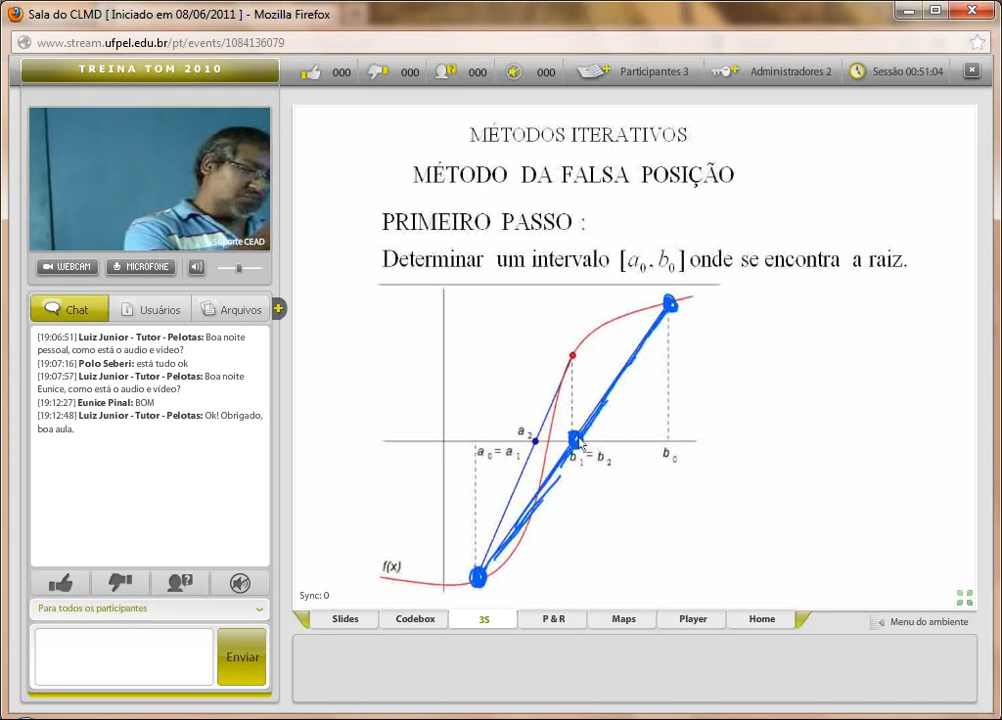 Sala do CLMD [ Iniciado em 08/06/2011 ] - Mozilla Firefox
www.stream.ufpel.edu.br/pt/events/1084136079
TREINA TOM 2010
000
000
000
000
Participantes 3
Administradores 2
Sessão 00:51:04
Suporte CEAD
WEBCAM
MICROFONE
Chat
Usuários
Arquivos
[19:06:51] Luiz Junior - Tutor - Pelotas: Boa noite
pessoal, como está o audio e video?
[19:07:16] Polo Seberi: está tudo ok
[19:07:57] Luiz Junior - Tutor - Pelotas: Boa noite
Eunice, como está o audio e vídeo?
[19:12:27] Eunice Pinal: BOM
[19:12:48] Luiz Junior - Tutor - Pelotas: Ok! Obrigado,
boa aula.
Para todos os participantes
Enviar
MÉTODOS ITERATIVOS
MÉTODO DA FALSA POSIÇÃO
PRIMEIRO PASSO :
Determinar um intervalo [a₀, b₀] onde se encontra a raiz.
a₂
a₀ = a₁
b₁ = b₂
b₀
f(x)
Sync: 0
Slides
Codebox
3S
P & R
Maps
Player
Home
Menu do ambiente